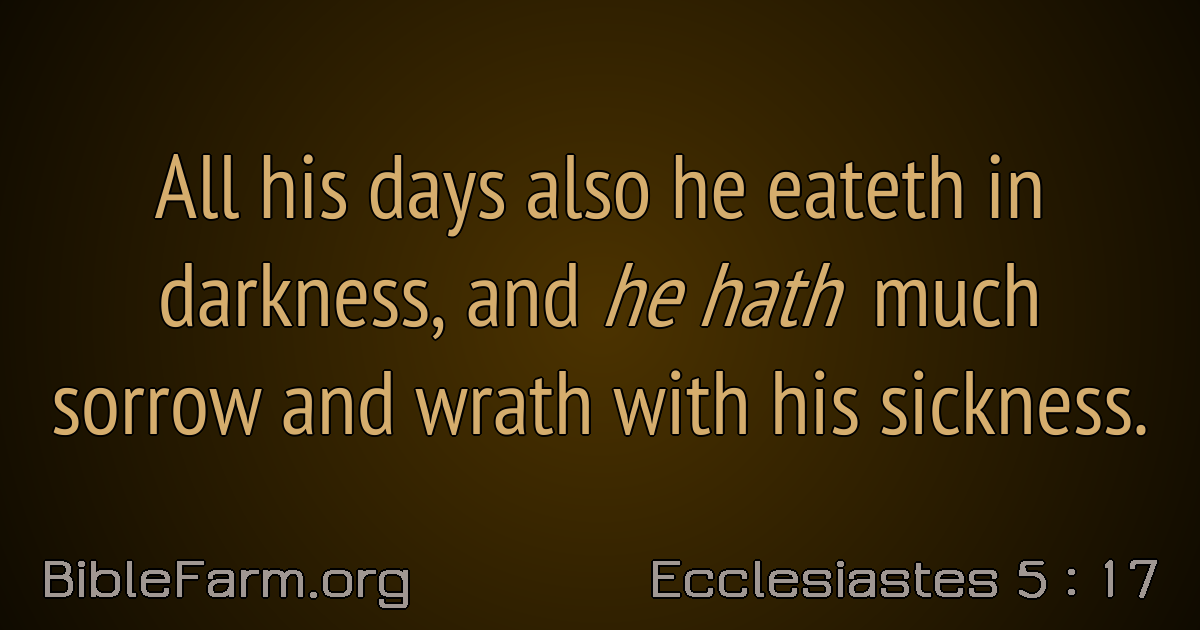 All his days also he eateth in
darkness, and he hath much
sorrow and wrath with his sickness.
BibleFarm.org
Ecclesiastes 5 : 17